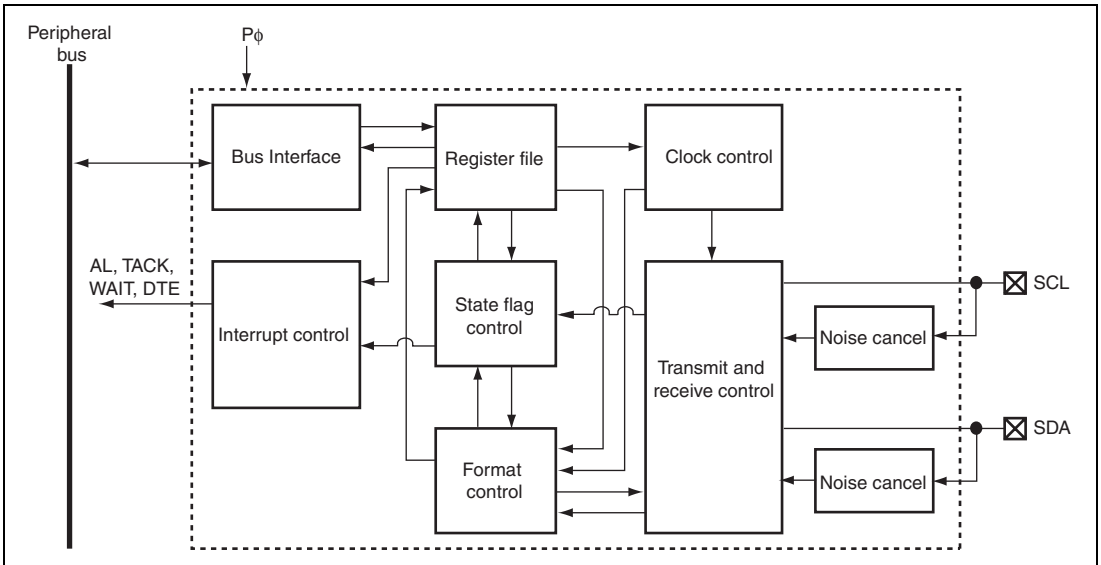 Peripheral
bus
Pϕ
Bus Interface
Register file
Clock control
AL, TACK,
WAIT, DTE
Interrupt control
State flag
control
Transmit and
receive control
Noise cancel
SCL
Format
control
Noise cancel
SDA